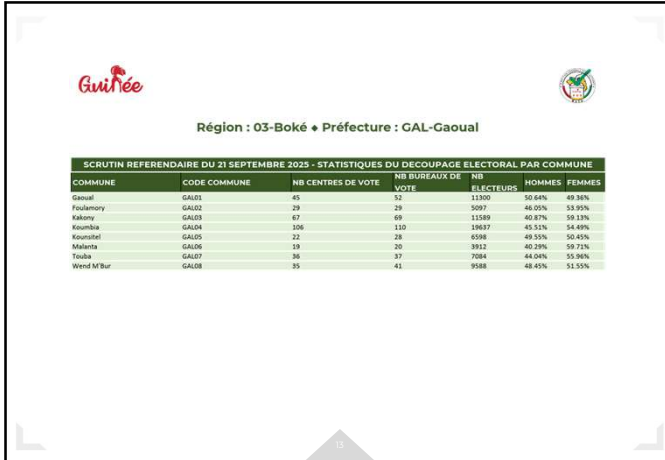 Guinée
Région : 03-Boké ♦ Préfecture : GAL-Gaoual
SCRUTIN REFERENDAIRE DU 21 SEPTEMBRE 2025 - STATISTIQUES DU DECOUPAGE ELECTORAL PAR COMMUNE
COMMUNE CODE COMMUNE NB CENTRES DE VOTE NB BUREAUX DE VOTE NB ELECTEURS HOMMES FEMMES
Gaoual GAL01 45 52 11300 50.64% 49.36%
Foulamory GAL02 29 29 5097 46.05% 53.95%
Kakony GAL03 67 69 11589 40.87% 59.13%
Koumbia GAL04 106 110 19637 45.51% 54.49%
Kounsitel GAL05 22 28 6598 49.55% 50.45%
Malanta GAL06 19 20 3912 40.29% 59.71%
Touba GAL07 36 37 7084 44.04% 55.96%
Wend M'Bur GAL08 35 41 9588 48.45% 51.55%
13